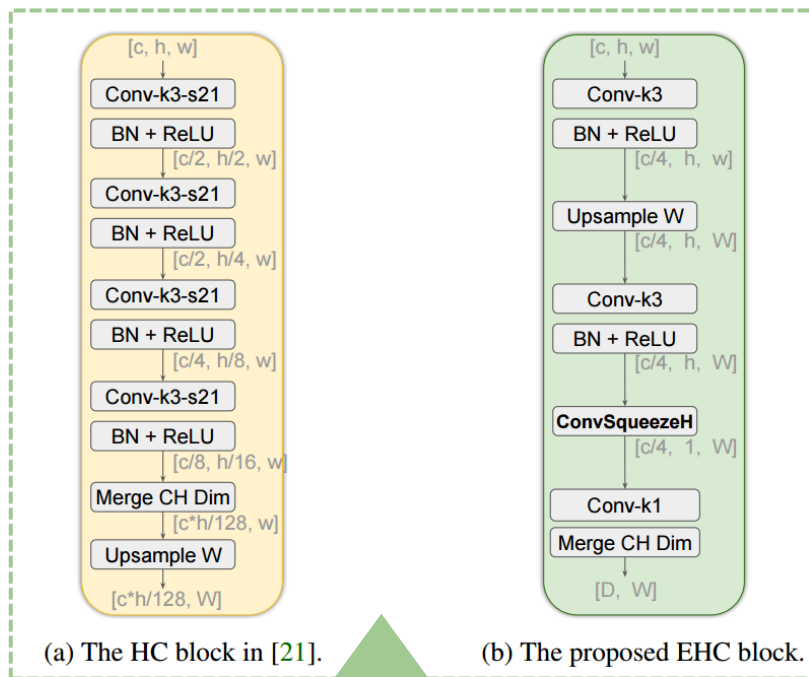 [c, h, w]
Conv-k3-s21
BN + ReLU
[c/2, h/2, w]
Conv-k3-s21
BN + ReLU
[c/2, h/4, w]
Conv-k3-s21
BN + ReLU
[c/4, h/8, w]
Conv-k3-s21
BN + ReLU
[c/8, h/16, w]
Merge CH Dim
[c*h/128, w]
Upsample W
[c*h/128, W]
(a) The HC block in [21].
[c, h, w]
Conv-k3
BN + ReLU
[c/4, h, w]
Upsample W
[c/4, h, W]
Conv-k3
BN + ReLU
[c/4, h, W]
ConvSqueezeH
[c/4, 1, W]
Conv-k1
Merge CH Dim
[D, W]
(b) The proposed EHC block.